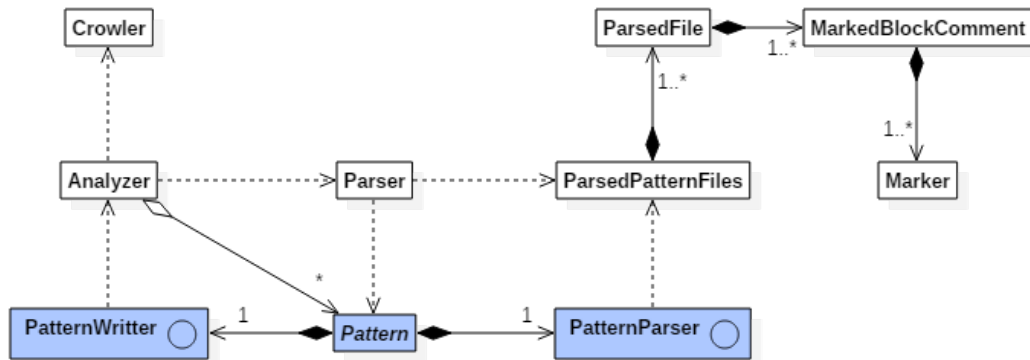 Crowler
ParsedFile
MarkedBlockComment
1..*
1..*
1..*
Analyzer
Parser
ParsedPatternFiles
Marker
*
PatternWritter
1
Pattern
1
PatternParser